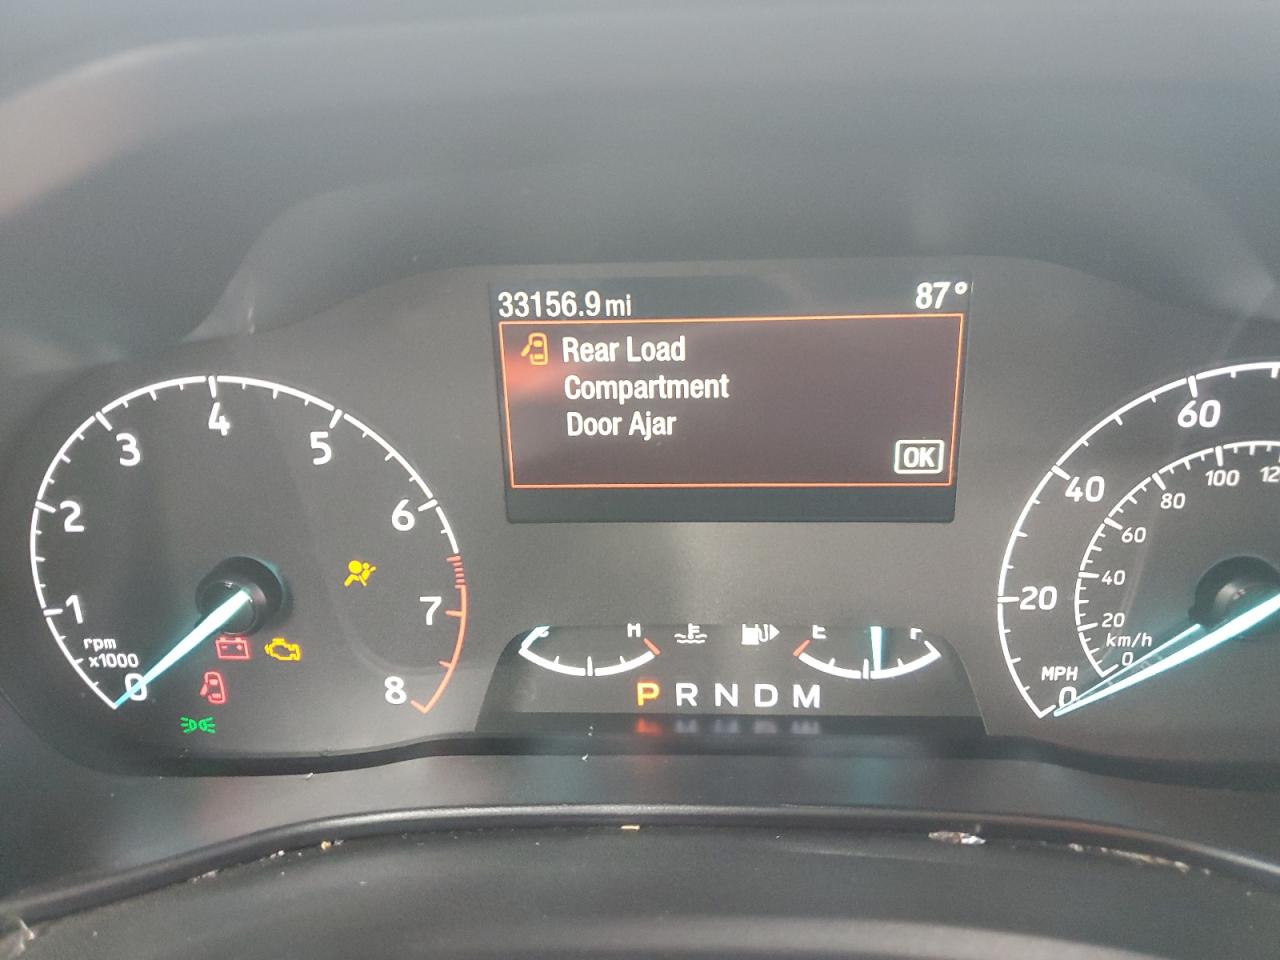 33156.9 mi 87°
Rear Load
Compartment
Door Ajar
OK
0 1 2 3 4 5 6 7 8
rpm
x1000
H E F
P R N D M
0 20 40 60
MPH
0 20 40 60 80 100
km/h